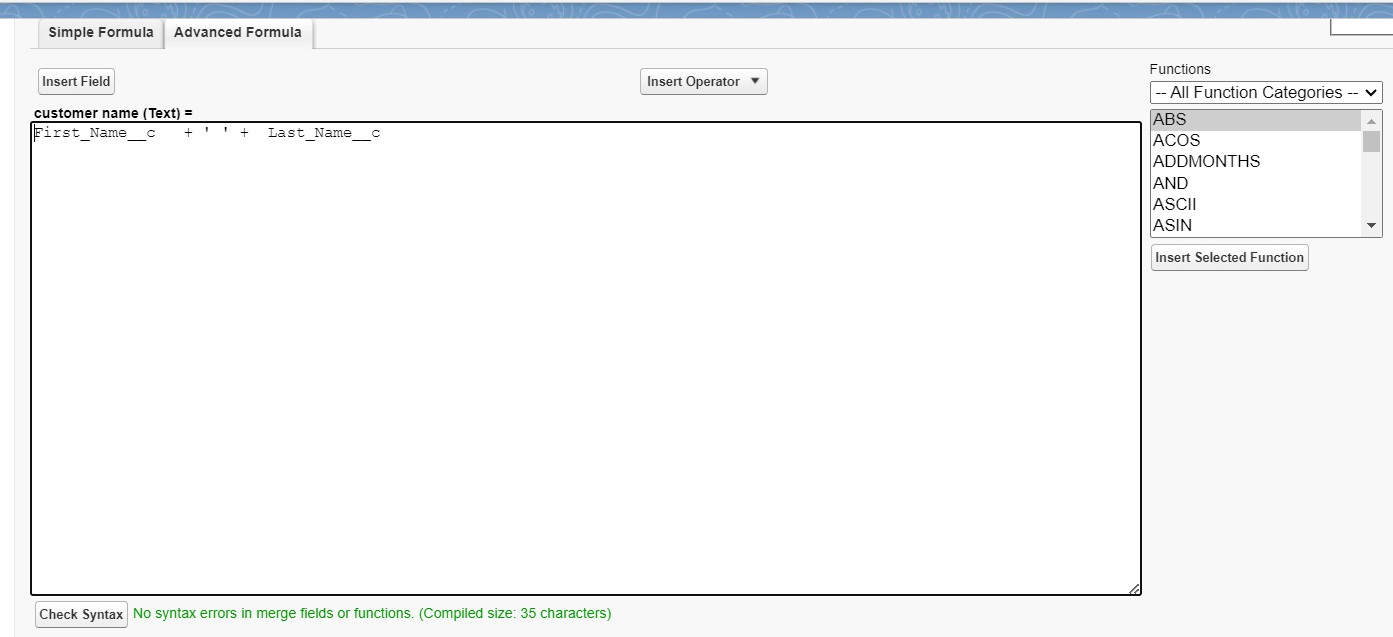 Simple Formula
Advanced Formula
Insert Field
Insert Operator
Functions
-- All Function Categories --
customer name (Text) =
First_Name__c   + ' ' +  Last_Name__c
ABS
ACOS
ADDMONTHS
AND
ASCII
ASIN
Insert Selected Function
Check Syntax
No syntax errors in merge fields or functions. (Compiled size: 35 characters)